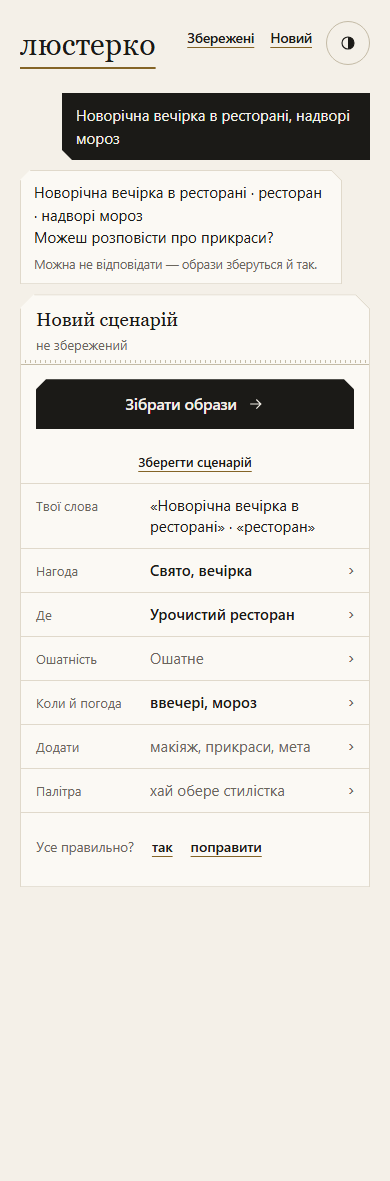 люстерко
Збережені Новий
Новорічна вечірка в ресторані, надворі
мороз
Новорічна вечірка в ресторані · ресторан
· надворі мороз
Можеш розповісти про прикраси?
Можна не відповідати — образи зберуться й так.
Новий сценарій
не збережений
Зібрати образи →
Зберегти сценарій
Твої слова «Новорічна вечірка в
ресторані» · «ресторан»
Нагода Свято, вечірка ›
Де Урочистий ресторан ›
Ошатність Ошатне ›
Коли й погода ввечері, мороз ›
Додати макіяж, прикраси, мета ›
Палітра хай обере стилістка ›
Усе правильно? так поправити